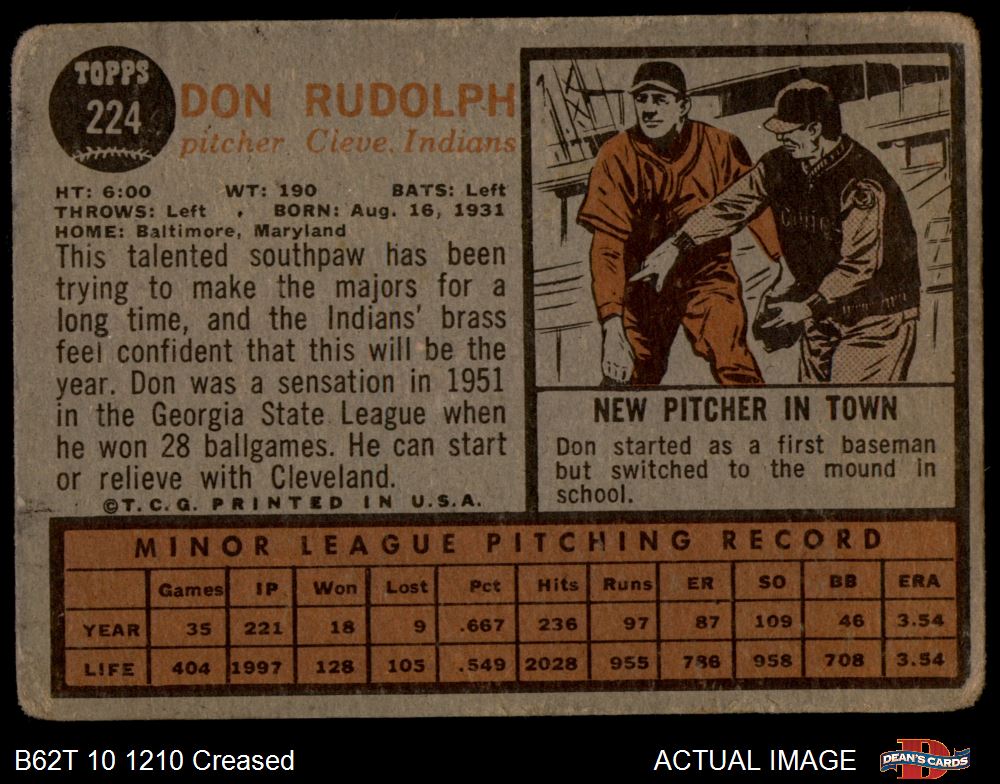 TOPPS
224
DON RUDOLPH
pitcher Cleve. Indians
HT: 6:00 WT: 190 BATS: Left
THROWS: Left . BORN: Aug. 16, 1931
HOME: Baltimore, Maryland
This talented southpaw has been
trying to make the majors for a
long time, and the Indians' brass
feel confident that this will be the
year. Don was a sensation in 1951
in the Georgia State League when
he won 28 ballgames. He can start
or relieve with Cleveland.
©T.C.G. PRINTED IN U.S.A.
NEW PITCHER IN TOWN
Don started as a first baseman
but switched to the mound in
school.
MINOR LEAGUE PITCHING RECORD
Games IP Won Lost Pct Hits Runs ER SO BB ERA
YEAR 35 221 18 9 .667 236 97 87 109 46 3.54
LIFE 404 1997 128 105 .549 2028 955 786 958 708 3.54
B62T 10 1210 Creased
ACTUAL IMAGE
DEAN'S CARDS